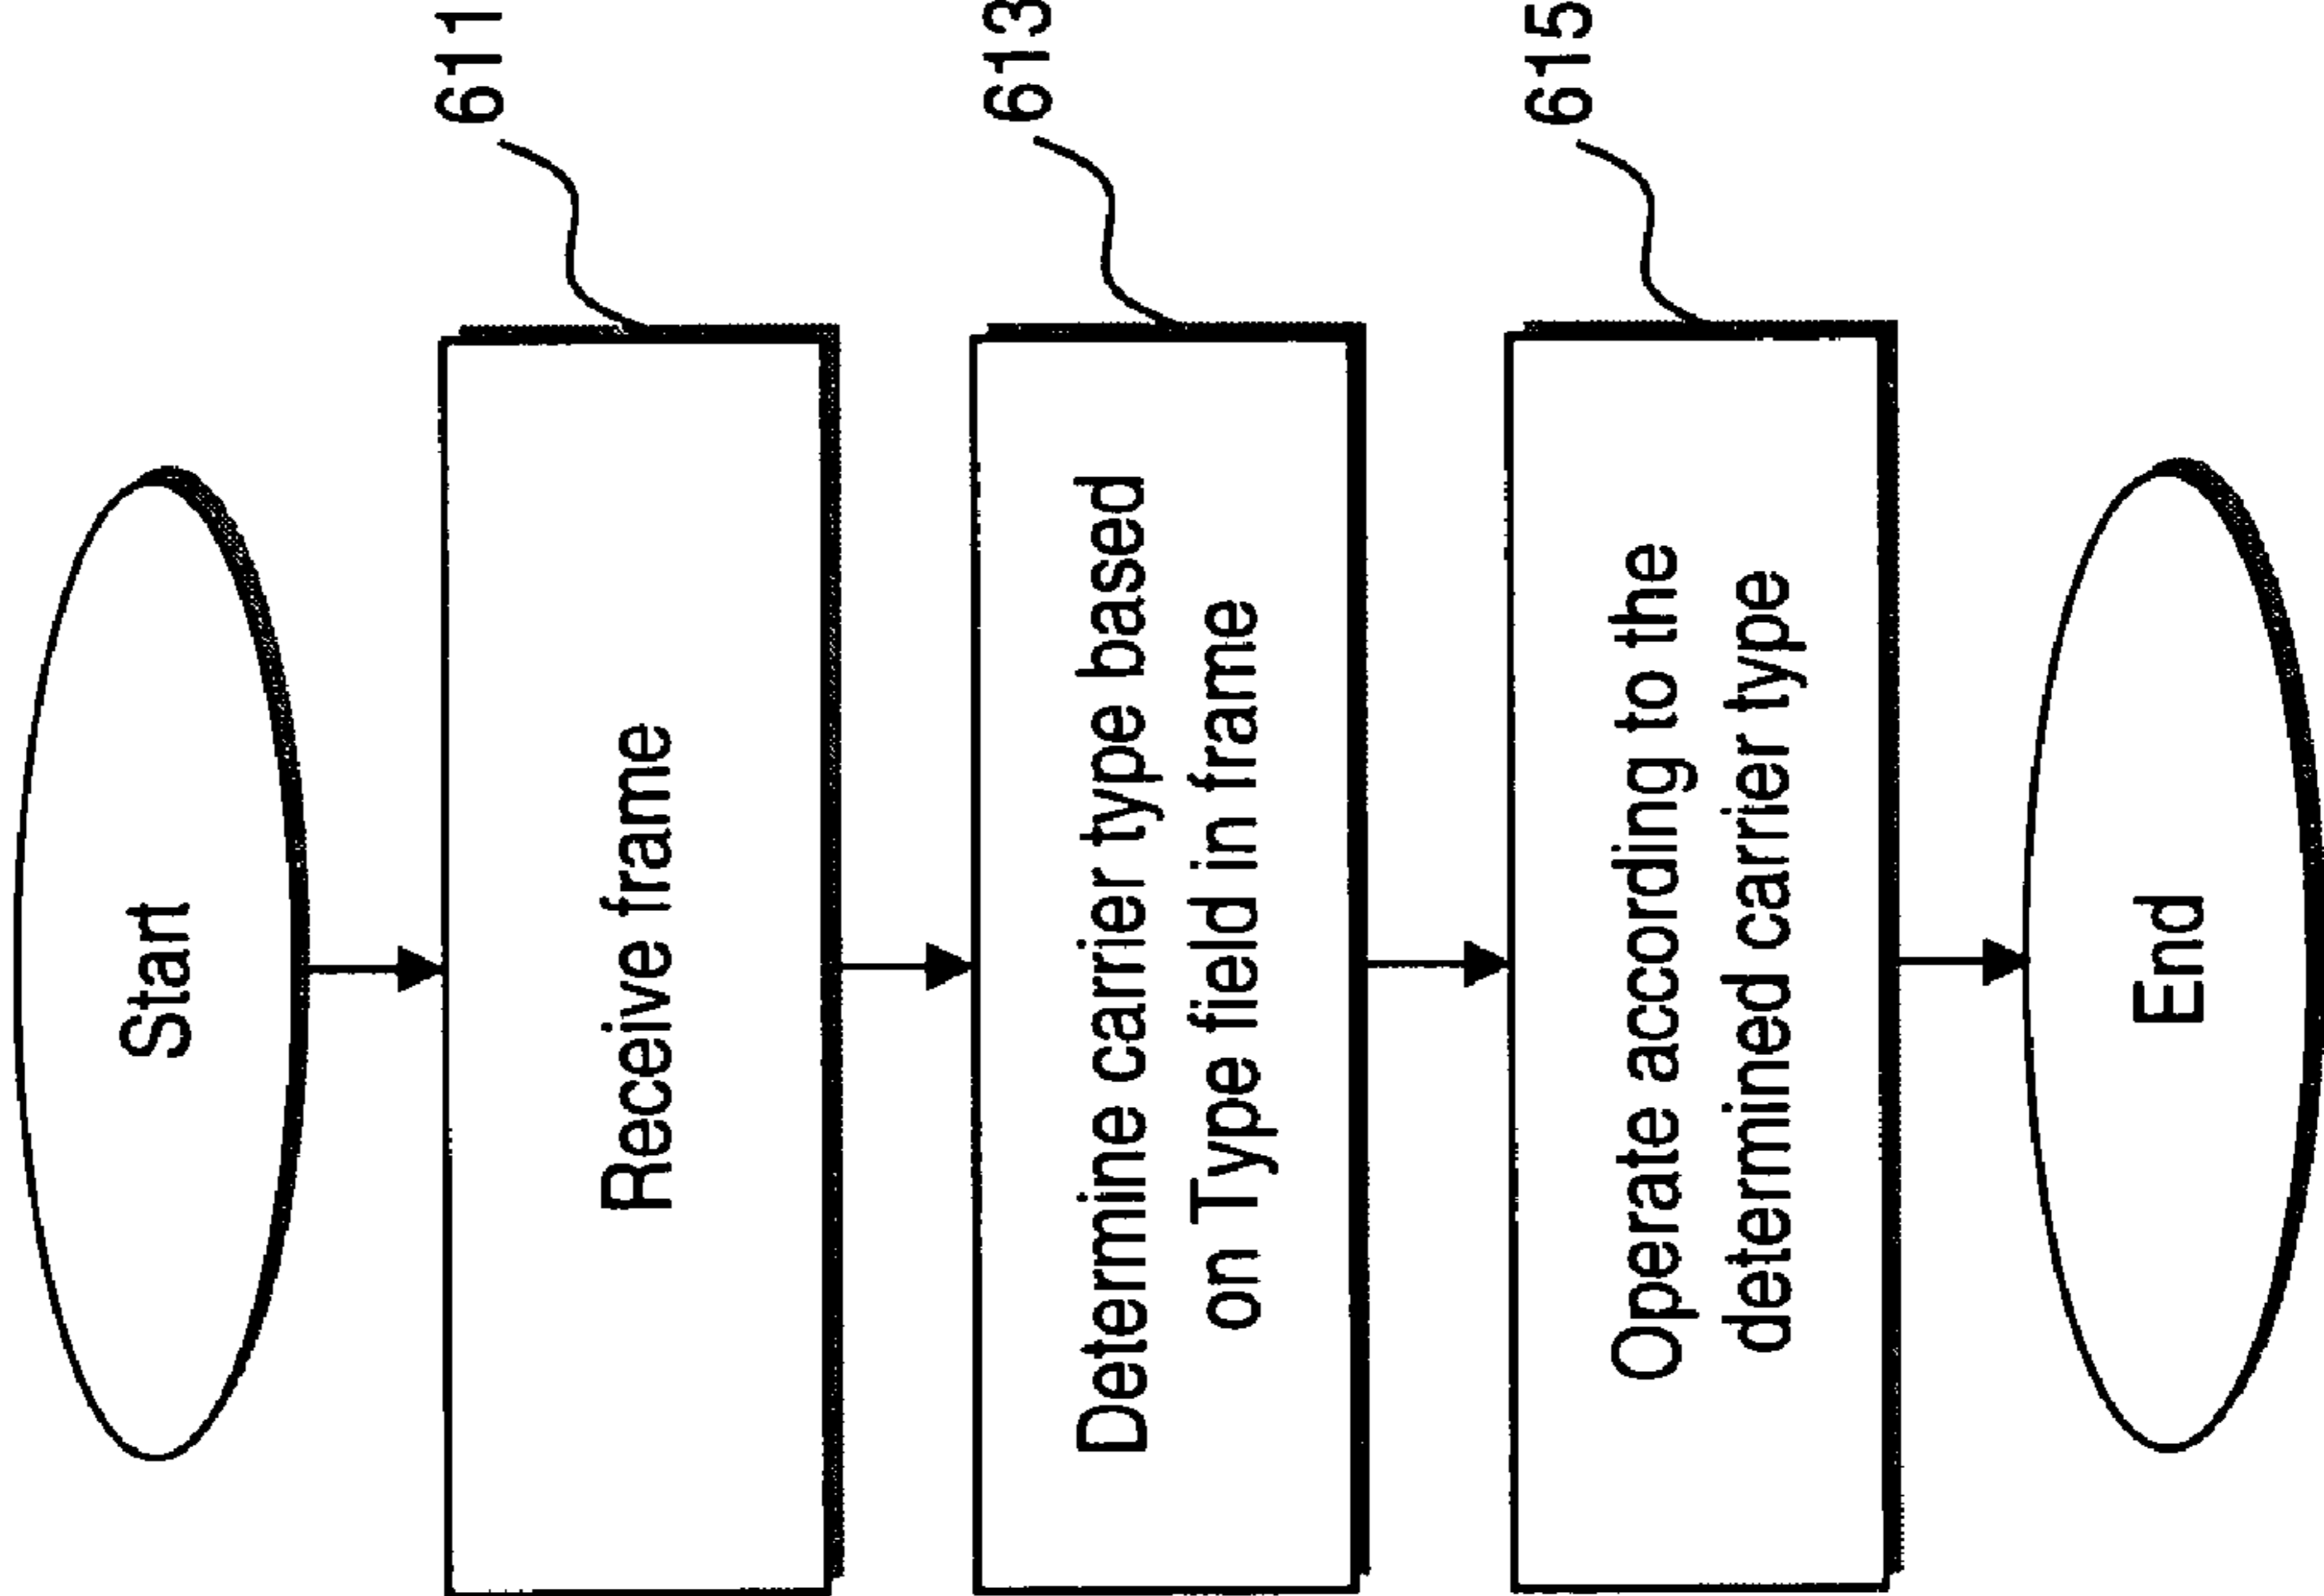 Start
611
Receive frame
613
Determine carrier type based
on Type field in frame
615
Operate according to the
determined carrier type
End